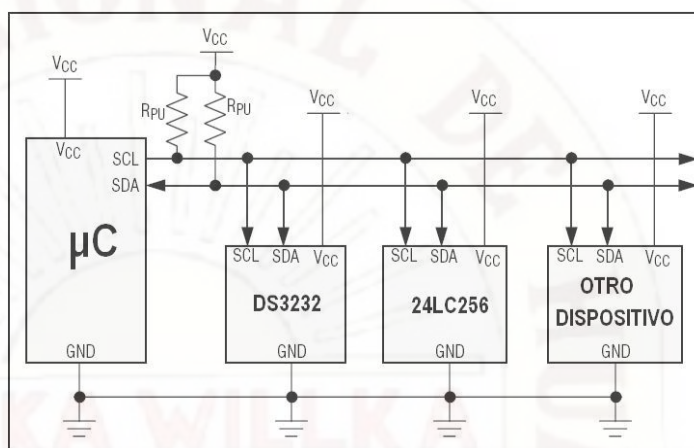 VCC
VCC
VCC
VCC
VCC
RPU
RPU
VCC
SCL
SDA
µC
GND
SCL SDA VCC
DS3232
GND
SCL SDA VCC
24LC256
GND
SCL SDA VCC
OTRO
DISPOSITIVO
GND